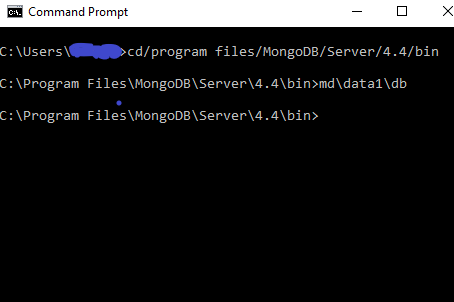 Command Prompt
C:\Users\ >cd/program files/MongoDB/Server/4.4/bin
C:\Program Files\MongoDB\Server\4.4\bin>md\data1\db
C:\Program Files\MongoDB\Server\4.4\bin>